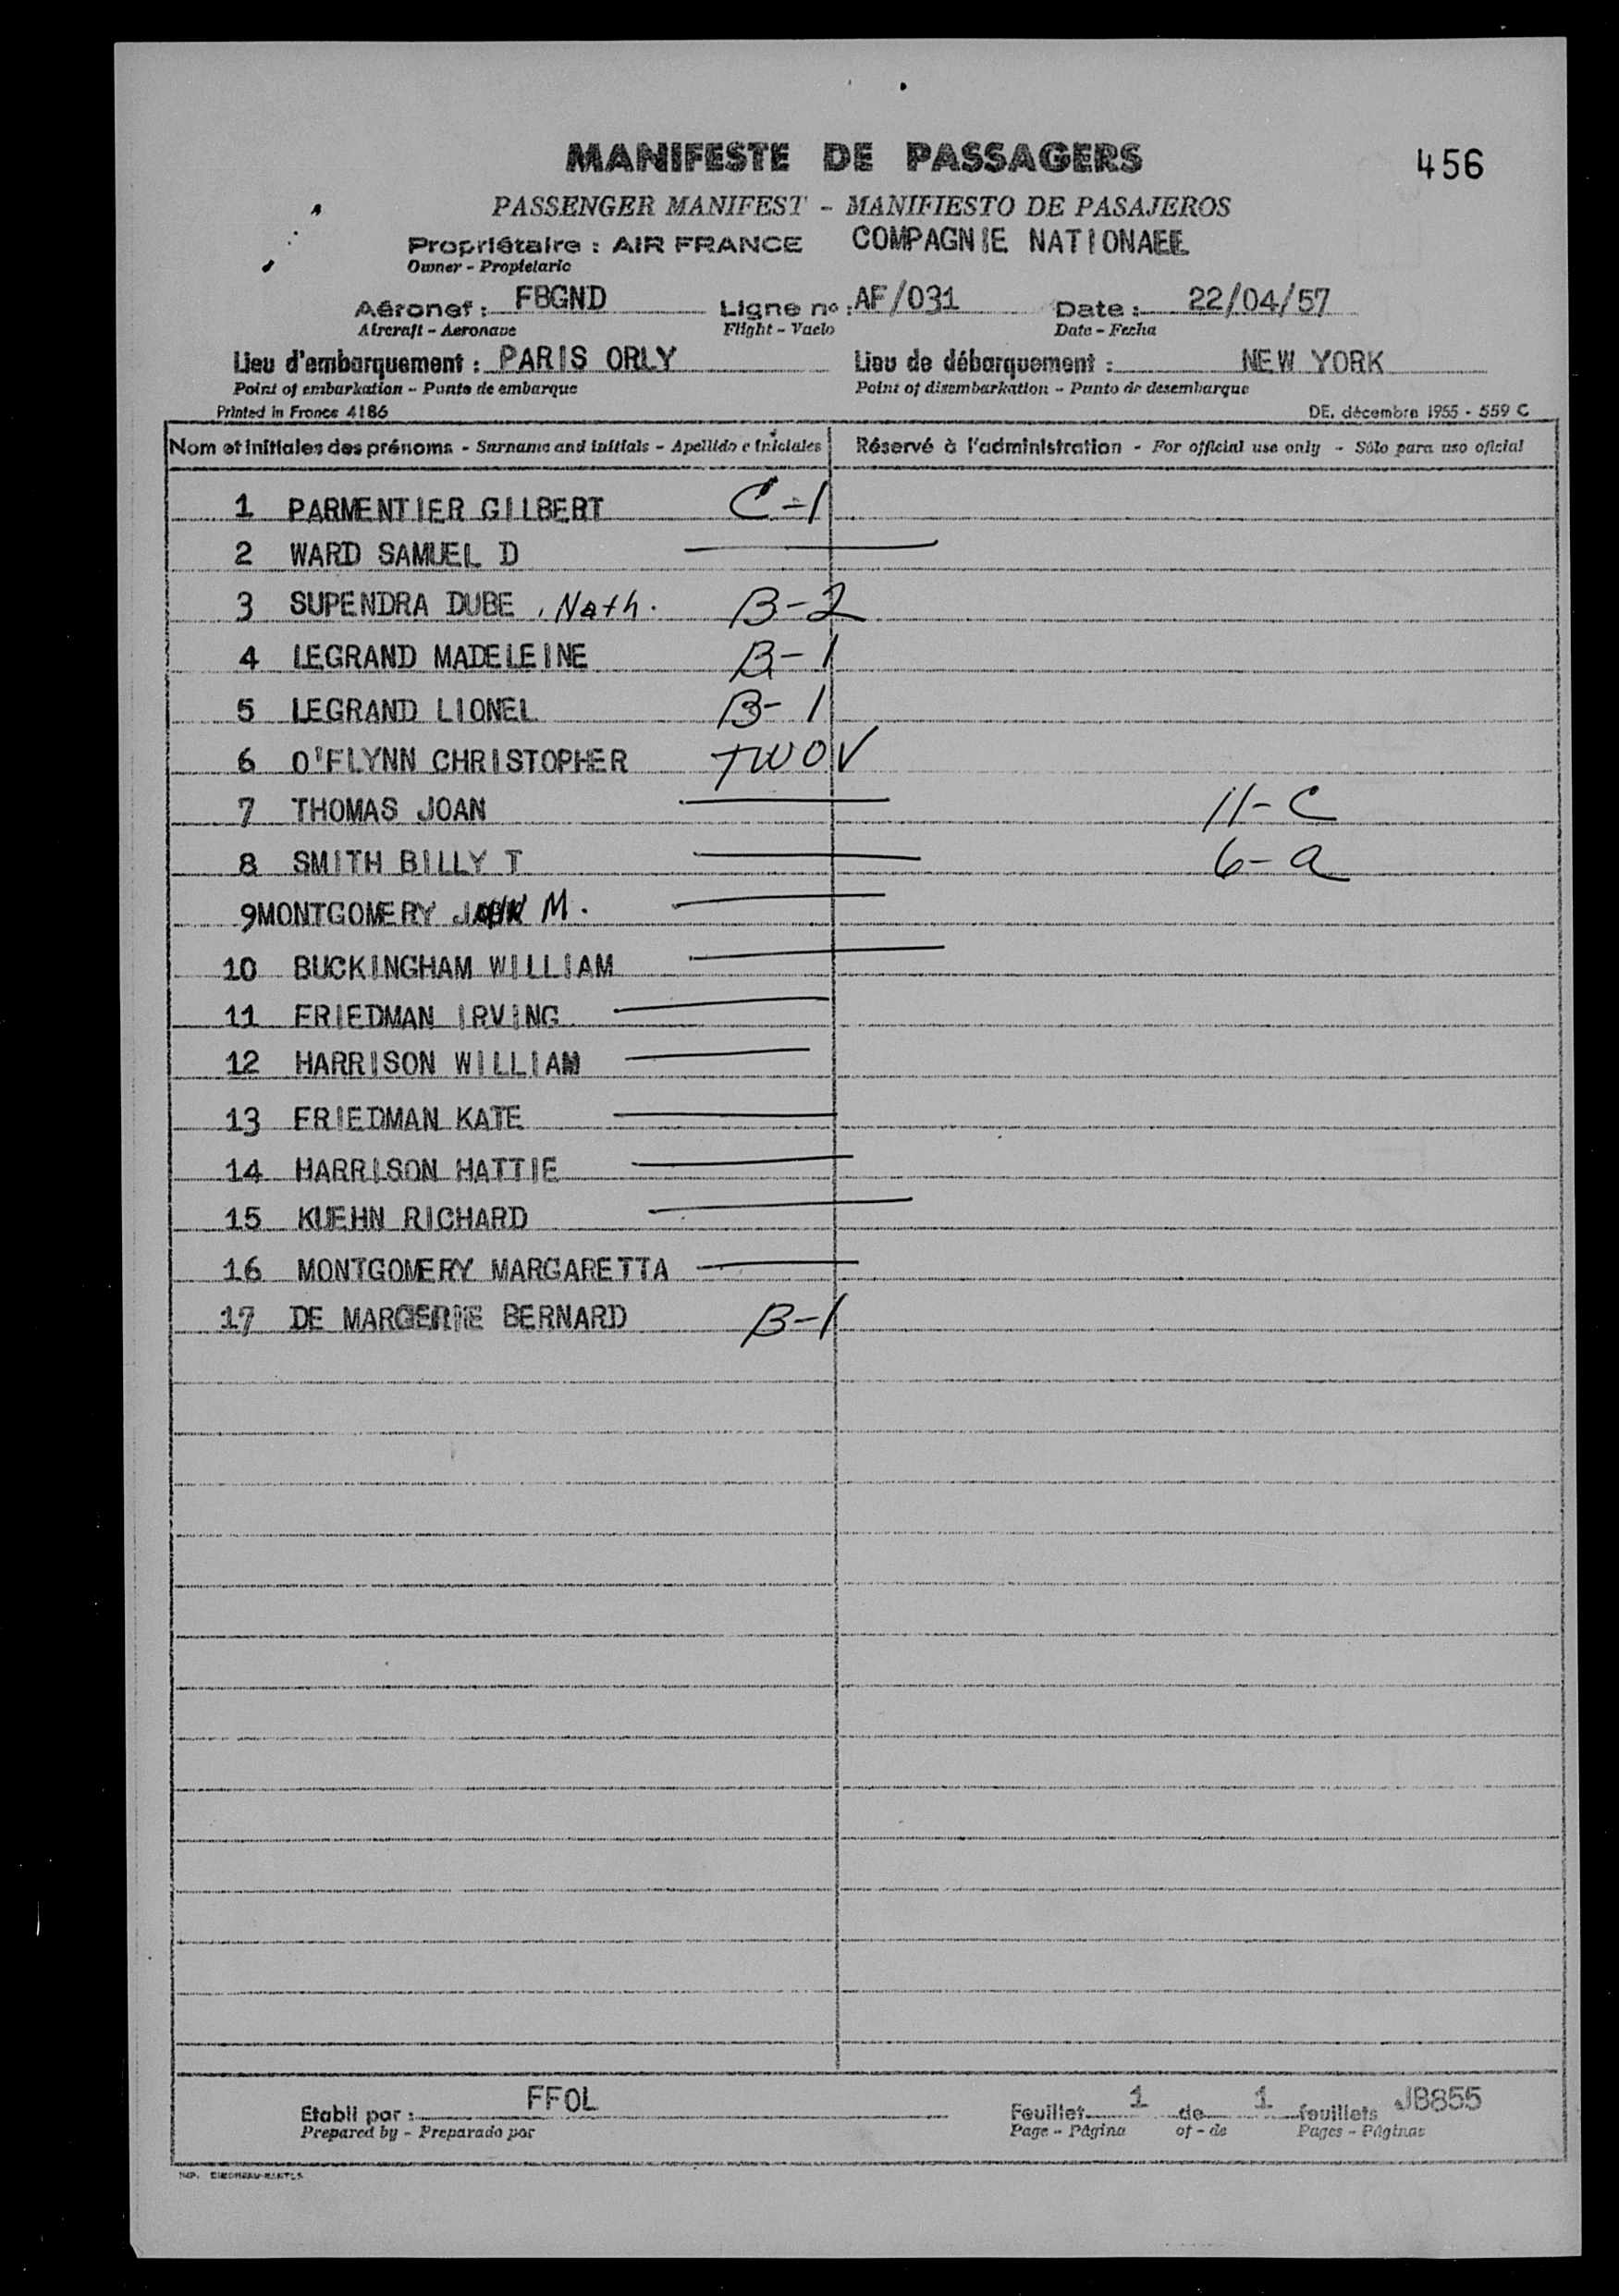 MANIFESTE DE PASSAGERS
456
PASSENGER MANIFEST - MANIFIESTO DE PASAJEROS
Propriétaire : AIR FRANCE COMPAGNIE NATIONAEE
Owner - Propietario
Aéronef : FBGND Ligne no : AF/031 Date : 22/04/57
Aircraft - Aeronave Flight - Vuelo Date - Fecha
Lieu d'embarquement : PARIS ORLY Lieu de débarquement : NEW YORK
Point of embarkation - Punto de embarque Point of disembarkation - Punto de desembarque
Printed in France 4186 DE. décembre 1955 - 559 C
Nom et initiales des prénoms - Surname and initials - Apellido e iniciales Réservé à l'administration - For official use only - Sólo para uso oficial
1 PARMENTIER GILBERT C-1
2 WARD SAMUEL D
3 SUPENDRA DUBE , Nath. B-2
4 LEGRAND MADELEINE B-1
5 LEGRAND LIONEL B-1
6 O'FLYNN CHRISTOPHER TWOV
7 THOMAS JOAN 11-C
8 SMITH BILLY T 6-a
9MONTGOMERY M.
10 BUCKINGHAM WILLIAM
11 FRIEDMAN IRVING
12 HARRISON WILLIAM
13 FRIEDMAN KATE
14 HARRISON HATTIE
15 KUEHN RICHARD
16 MONTGOMERY MARGARETTA
17 DE MARGERIE BERNARD B-1
Etabli par : FFOL Feuillet 1 de 1 feuillets JB855
Prepared by - Preparado por Page - Página of - de Pages - Páginas
IMP.